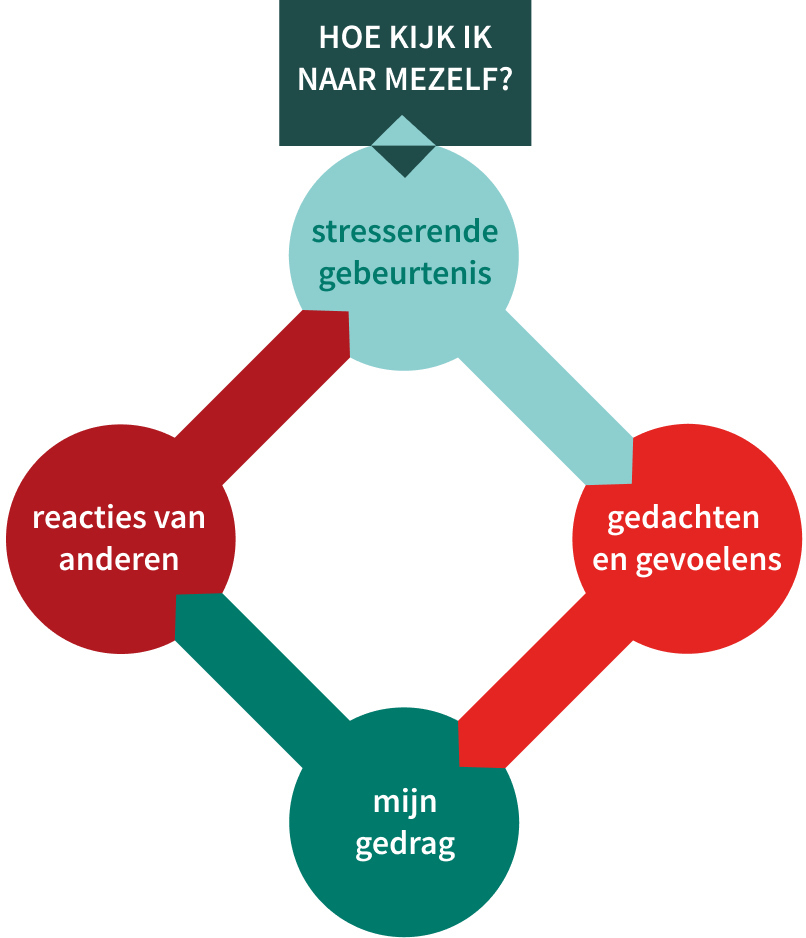 HOE KIJK IK
NAAR MEZELF?
stresserende
gebeurtenis
gedachten
en gevoelens
mijn
gedrag
reacties van
anderen